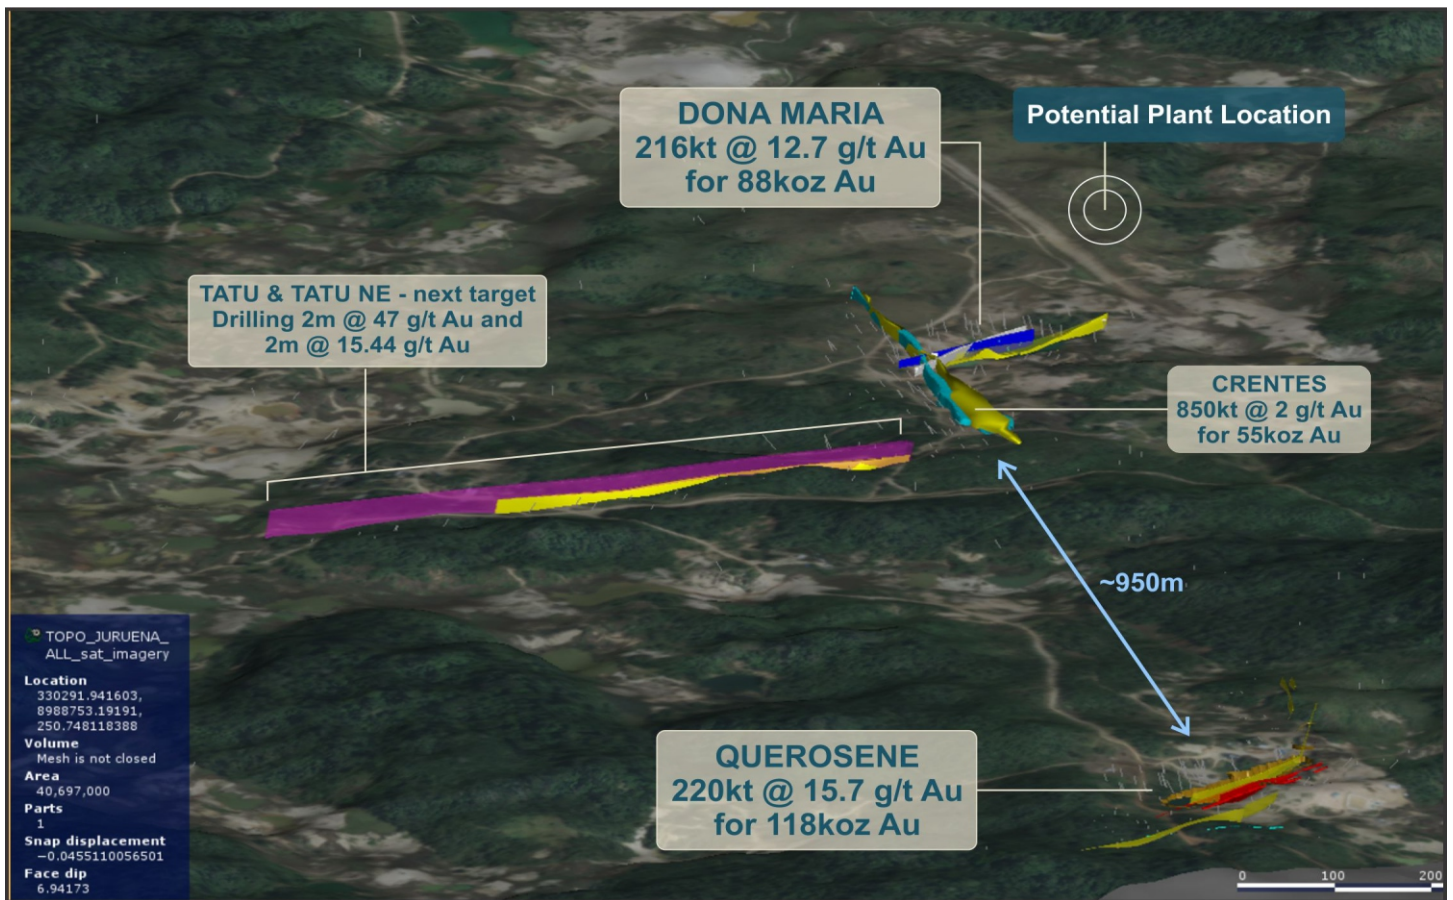 DONA MARIA
216kt @ 12.7 g/t Au
for 88koz Au
Potential Plant Location
TATU & TATU NE - next target
Drilling 2m @ 47 g/t Au and
2m @ 15.44 g/t Au
CRENTES
850kt @ 2 g/t Au
for 55koz Au
~950m
QUEROSENE
220kt @ 15.7 g/t Au
for 118koz Au
TOPO_JURUENA_
ALL_sat_imagery
Location
330291.941603,
8988753.19191,
250.748118388
Volume
Mesh is not closed
Area
40,697,000
Parts
1
Snap displacement
−0.0455110056501
Face dip
6.94173
0 100 200